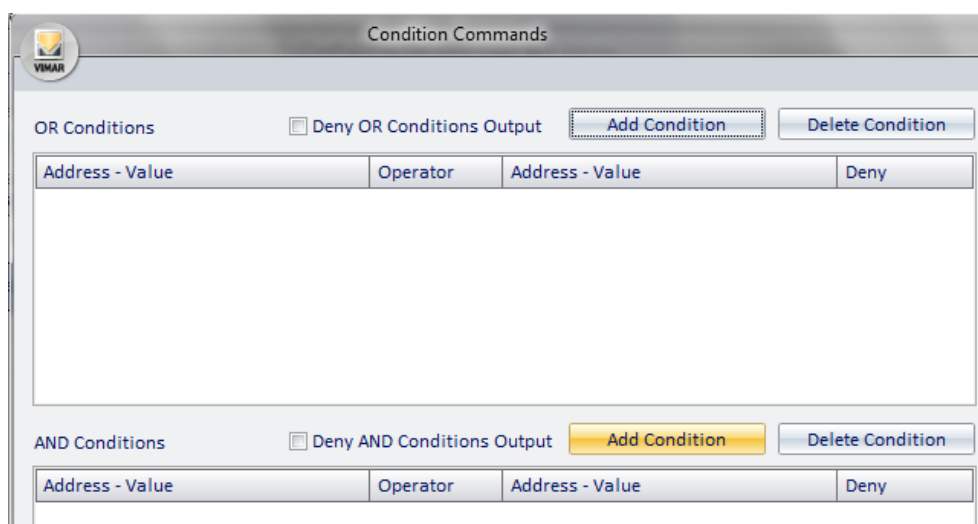 Condition Commands
VIMAR
OR Conditions Deny OR Conditions Output Add Condition Delete Condition
Address - Value Operator Address - Value Deny
AND Conditions Deny AND Conditions Output Add Condition Delete Condition
Address - Value Operator Address - Value Deny